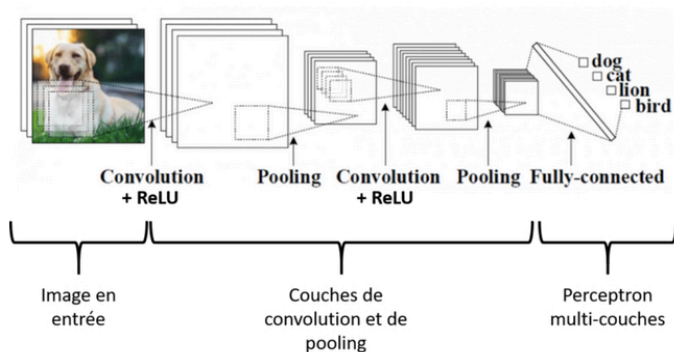 dog
cat
lion
bird
Convolution Pooling Convolution Pooling Fully-connected
+ ReLU + ReLU
Image en
entrée
Couches de
convolution et de
pooling
Perceptron
multi-couches